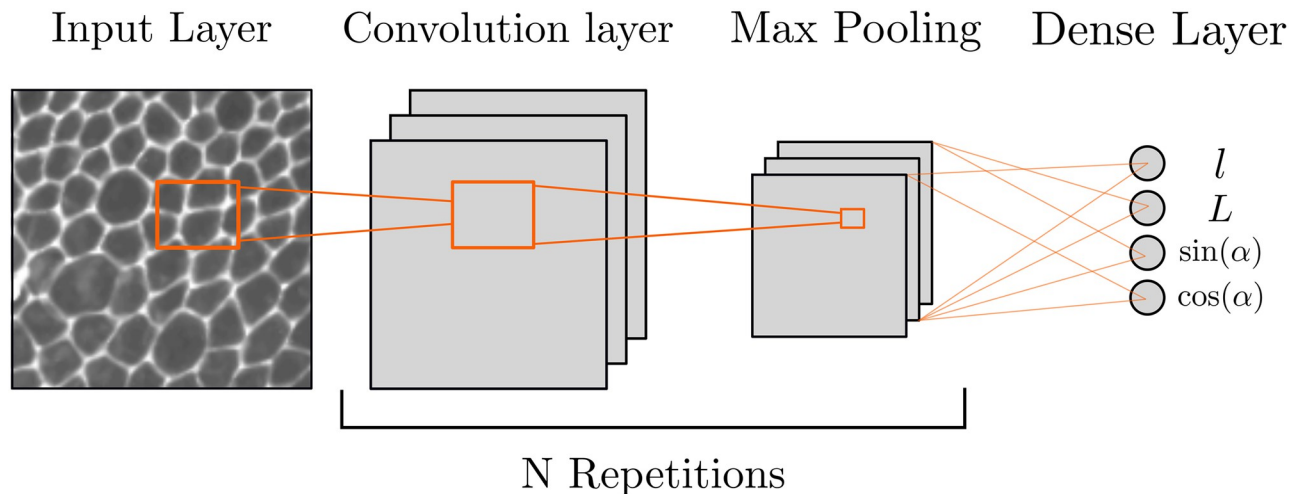 Input Layer
Convolution layer
Max Pooling
Dense Layer
l
L
sin(α)
cos(α)
N Repetitions